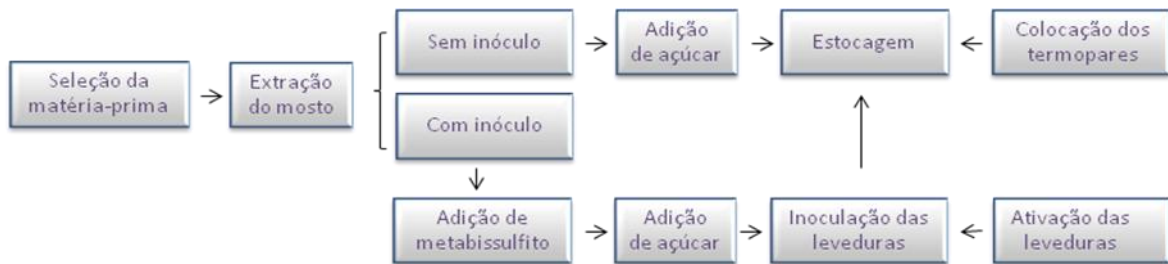 Seleção da
matéria-prima
Extração
do mosto
Sem inóculo
Adição
de açúcar
Estocagem
Colocação dos
termopares
Com inóculo
Adição de
metabissulfito
Adição
de açúcar
Inoculação das
leveduras
Ativação das
leveduras